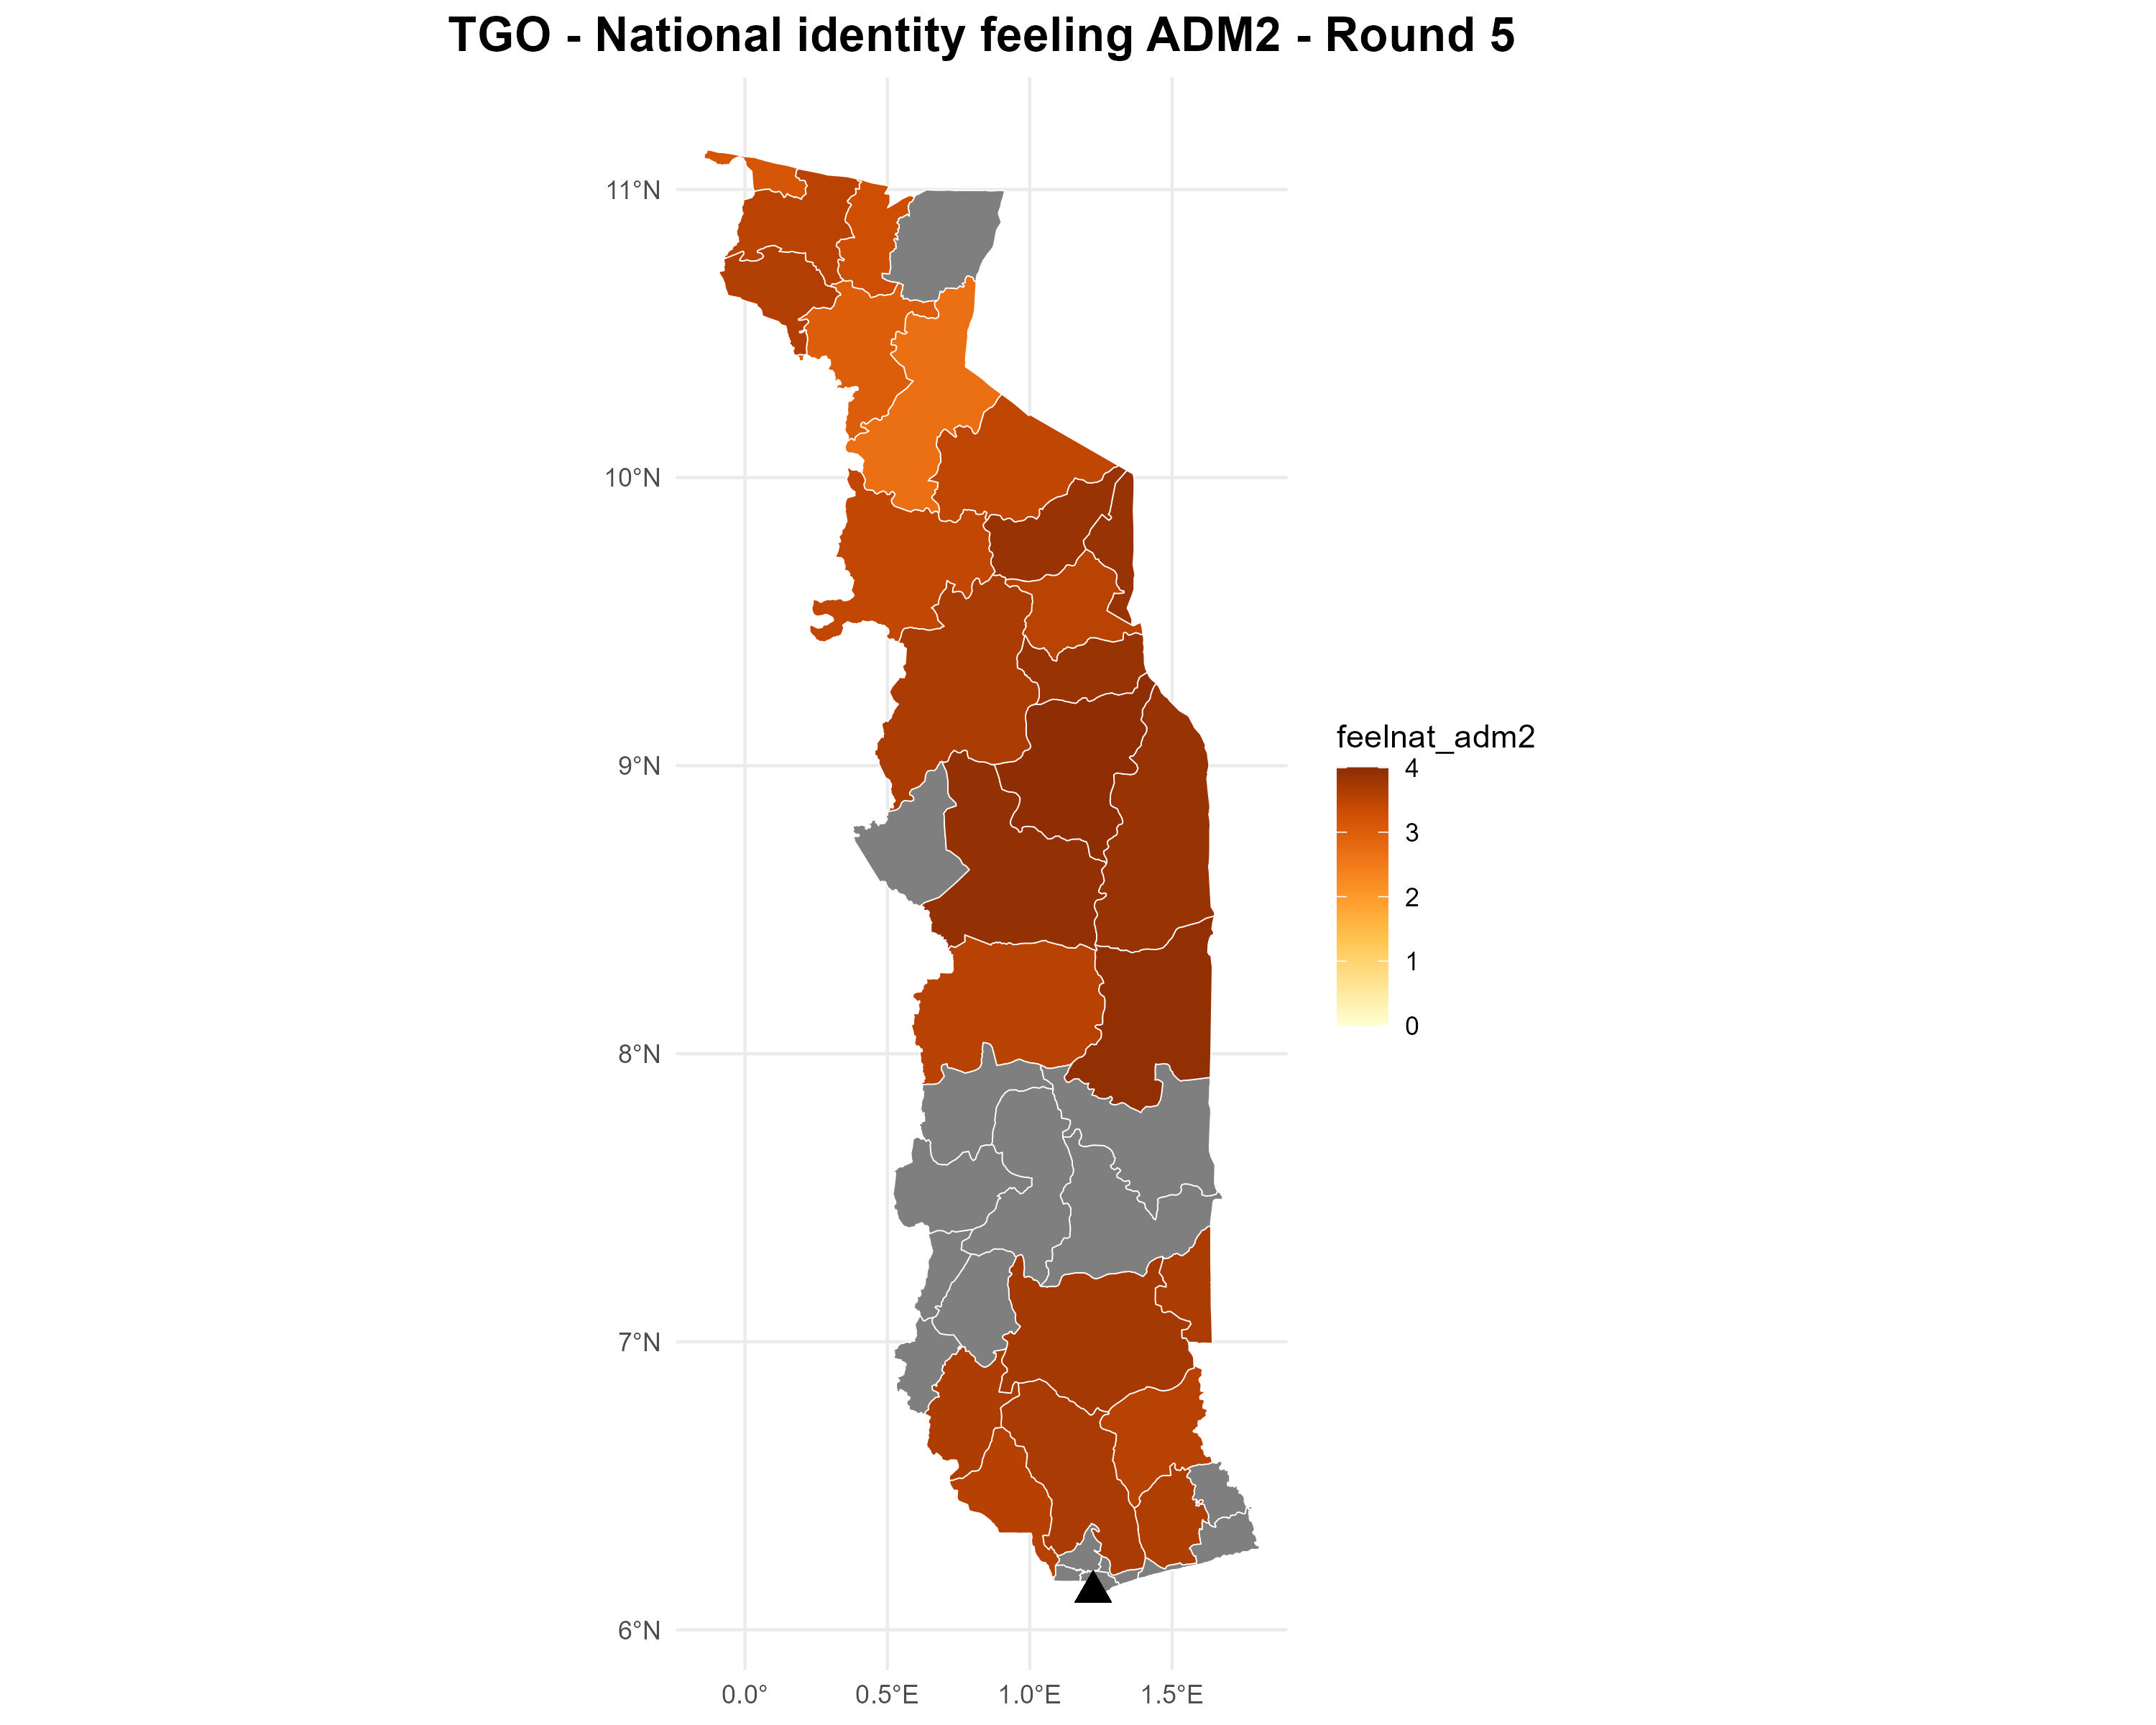 TGO - National identity feeling ADM2 - Round 5
11°N
10°N
9°N
8°N
7°N
6°N
0.0°
0.5°E
1.0°E
1.5°E
feelnat_adm2
4
3
2
1
0